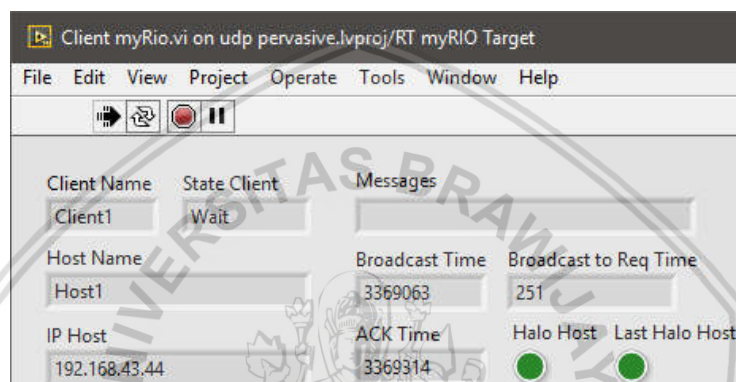 Client myRio.vi on udp pervasive.lvproj/RT myRIO Target
File Edit View Project Operate Tools Window Help
Client Name State Client Messages
Client1 Wait
Host Name Broadcast Time Broadcast to Req Time
Host1 3369063 251
IP Host ACK Time Halo Host Last Halo Host
192.168.43.44 3369314
UNIVERSITAS BRAWIJAY